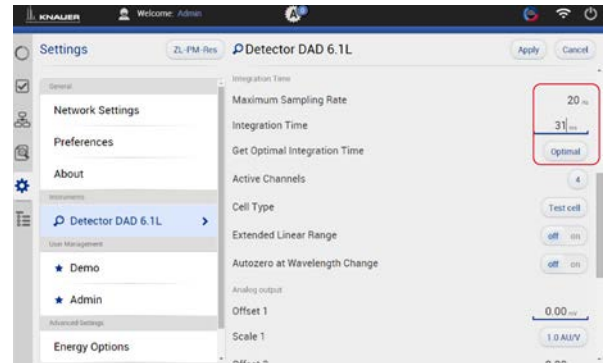 KNAUER Welcome: Admin
Settings ZL-PM-Res Detector DAD 6.1L Apply Cancel
General
Network Settings
Preferences
About
Instruments
Detector DAD 6.1L
User Management
Demo
Admin
Advanced Settings
Energy Options
Integration Time
Maximum Sampling Rate 20 Hz
Integration Time 31 ms
Get Optimal Integration Time Optimal
Active Channels 4
Cell Type Test cell
Extended Linear Range off on
Autozero at Wavelength Change off on
Analog output
Offset 1 0.00 mV
Scale 1 1.0 AU/V